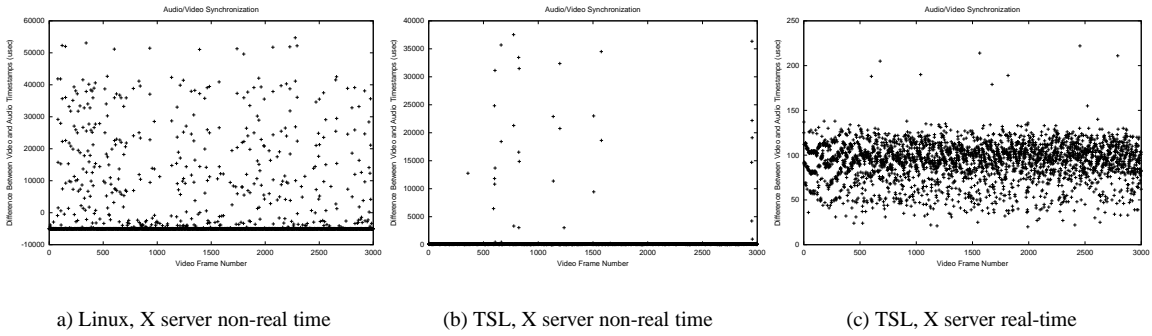 Audio/Video Synchronization
Difference Between Video and Audio Timestamps (usec)
60000
50000
40000
30000
20000
10000
0
-10000
0 500 1000 1500 2000 2500 3000
Video Frame Number
a) Linux, X server non-real time
Audio/Video Synchronization
Difference Between Video and Audio Timestamps (usec)
40000
35000
30000
25000
20000
15000
10000
5000
0
0 500 1000 1500 2000 2500 3000
Video Frame Number
(b) TSL, X server non-real time
Audio/Video Synchronization
Difference Between Video and Audio Timestamps (usec)
250
200
150
100
50
0
0 500 1000 1500 2000 2500 3000
Video Frame Number
(c) TSL, X server real-time